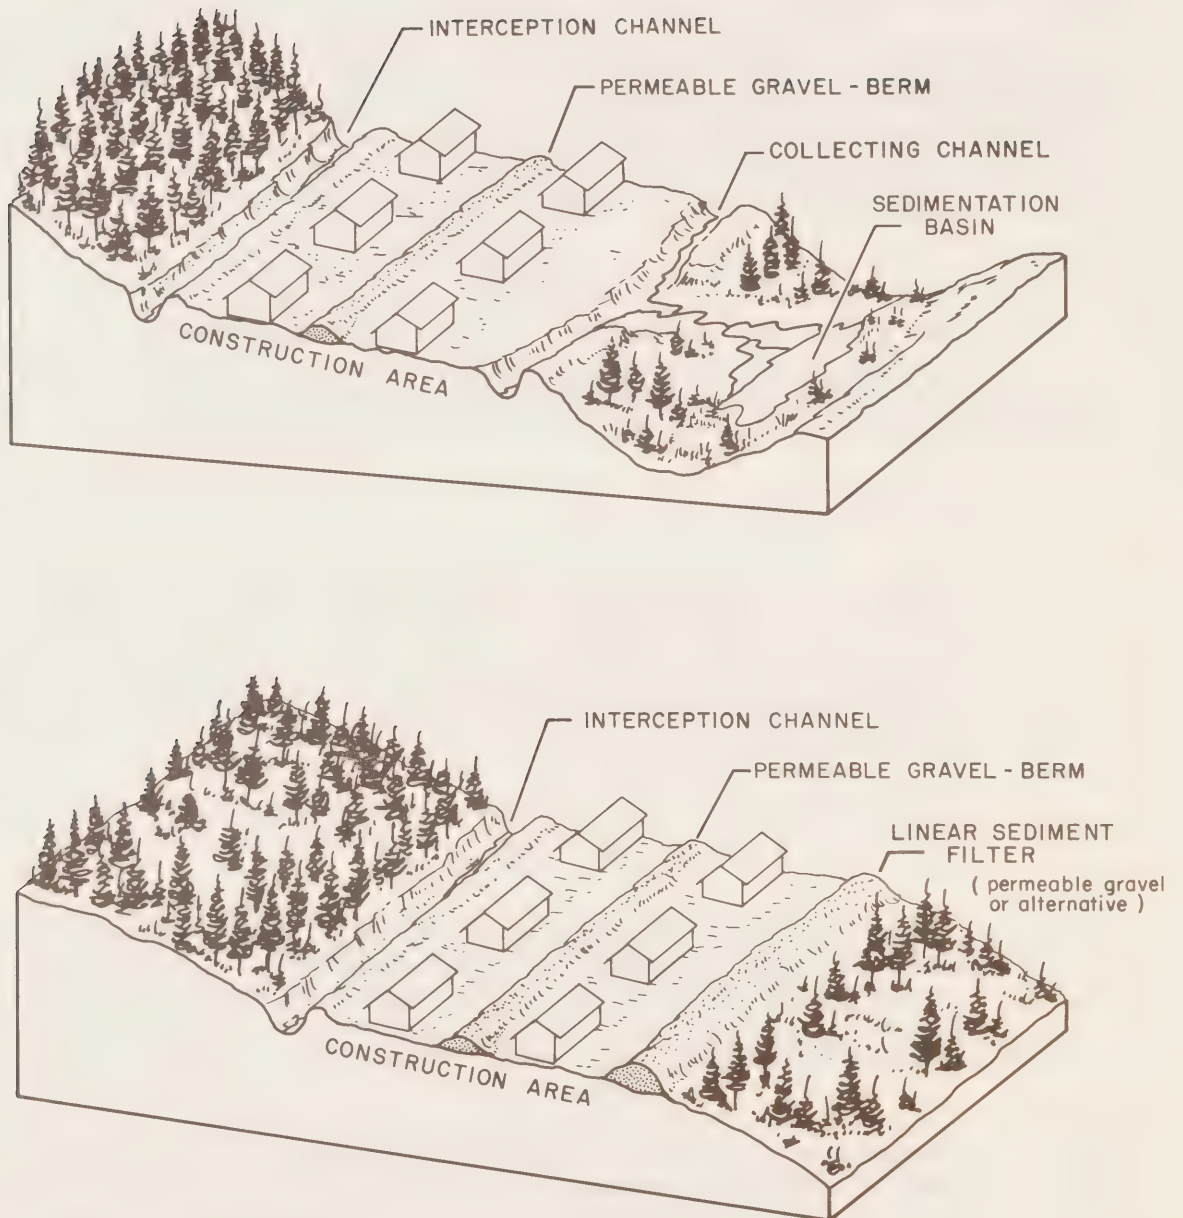 INTERCEPTION CHANNEL
PERMEABLE GRAVEL - BERM
COLLECTING CHANNEL
SEDIMENTATION
BASIN
CONSTRUCTION AREA
INTERCEPTION CHANNEL
PERMEABLE GRAVEL - BERM
LINEAR SEDIMENT
FILTER
( permeable gravel
or alternative )
CONSTRUCTION AREA